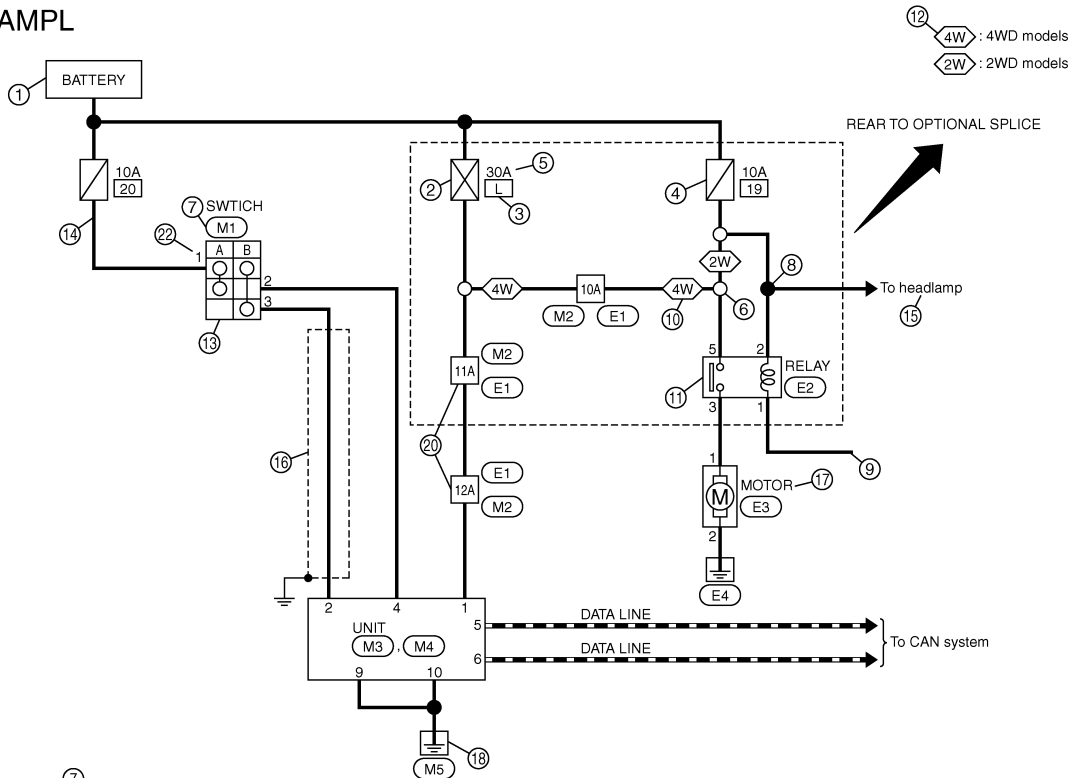 AMPL
12
4W : 4WD models
2W : 2WD models
1 BATTERY
REAR TO OPTIONAL SPLICE
10A
20
2
30A 5
L
3
4
10A
19
14
7 SWTICH
M1
22
1
A B
2
3
13
2W
8
4W
10A
4W
To headlamp
M2 E1
10
6
15
11A
M2
E1
5 2
RELAY
E2
11
3 1
20
16
12A
E1
M2
9
1
M
MOTOR 17
E3
2
E4
2 4 1
UNIT
M3 , M4
5
DATA LINE
6
DATA LINE
To CAN system
9 10
18
M5
7